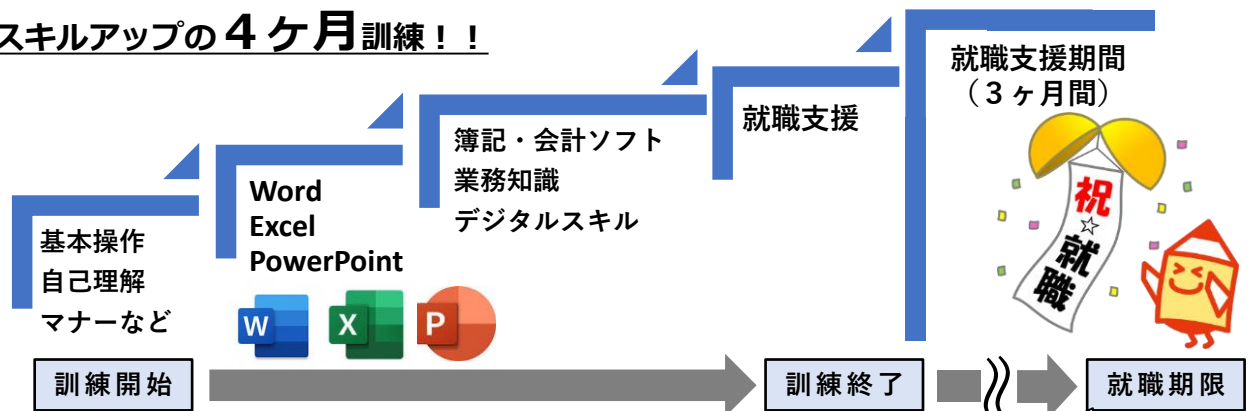 スキルアップの４ケ月訓練！！
基本操作
自己理解
マナーなど
Word
Excel
PowerPoint
W
X
P
簿記・会計ソフト
業務知識
デジタルスキル
就職支援
就職支援期間
（３ヶ月間）
祝
☆
就
職
訓練開始
訓練終了
就職期限